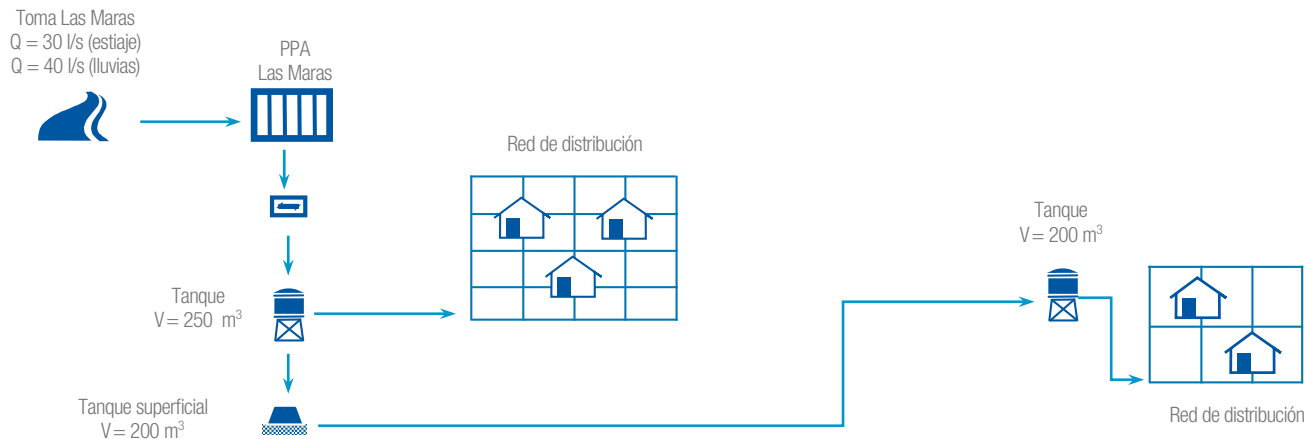 Toma Las Maras
Q = 30 l/s (estiaje)
Q = 40 l/s (lluvias)
PPA
Las Maras
Red de distribución
Tanque
V = 200 m³
Tanque
V = 250 m³
Tanque superficial
V = 200 m³
Red de distribución